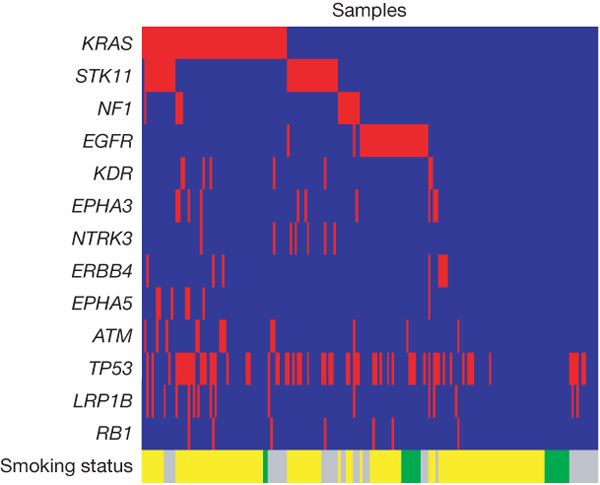 Samples
KRAS
STK11
NF1
EGFR
KDR
EPHA3
NTRK3
ERBB4
EPHA5
ATM
TP53
LRP1B
RB1
Smoking status